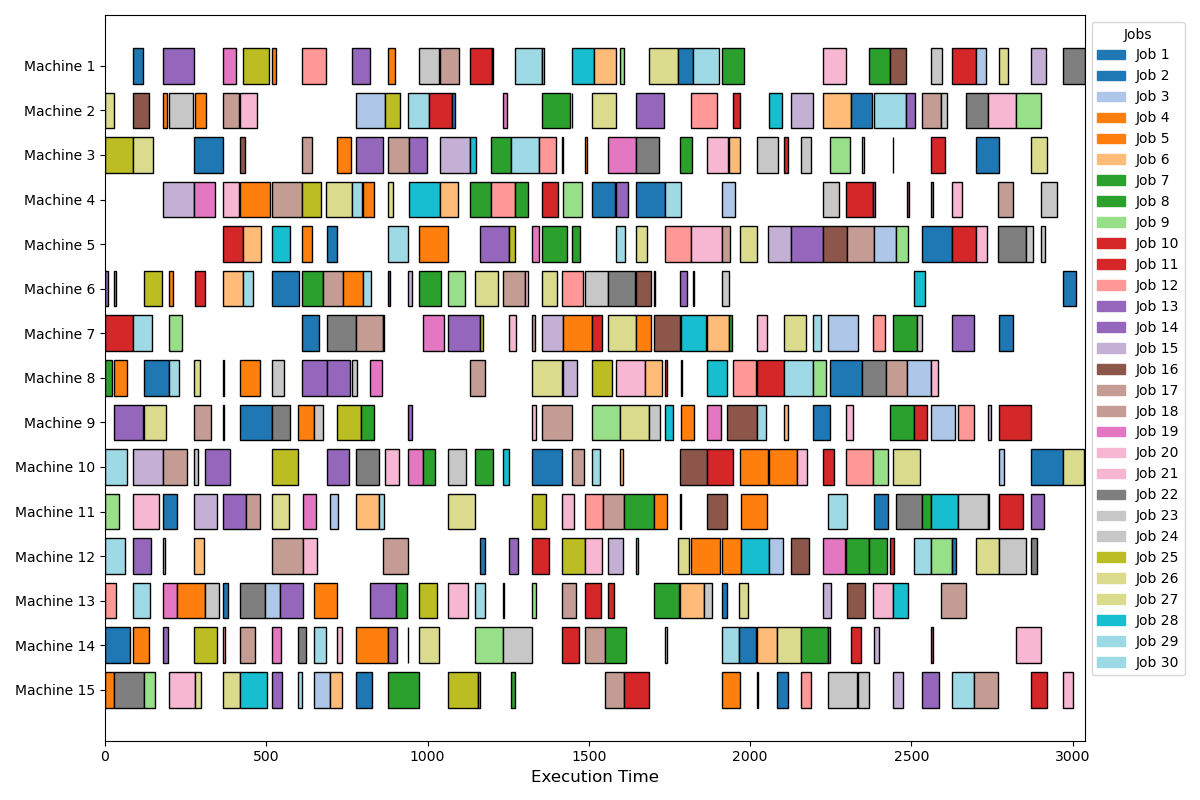 Machine 1
Machine 2
Machine 3
Machine 4
Machine 5
Machine 6
Machine 7
Machine 8
Machine 9
Machine 10
Machine 11
Machine 12
Machine 13
Machine 14
Machine 15
0 500 1000 1500 2000 2500 3000
Execution Time
Jobs
Job 1
Job 2
Job 3
Job 4
Job 5
Job 6
Job 7
Job 8
Job 9
Job 10
Job 11
Job 12
Job 13
Job 14
Job 15
Job 16
Job 17
Job 18
Job 19
Job 20
Job 21
Job 22
Job 23
Job 24
Job 25
Job 26
Job 27
Job 28
Job 29
Job 30